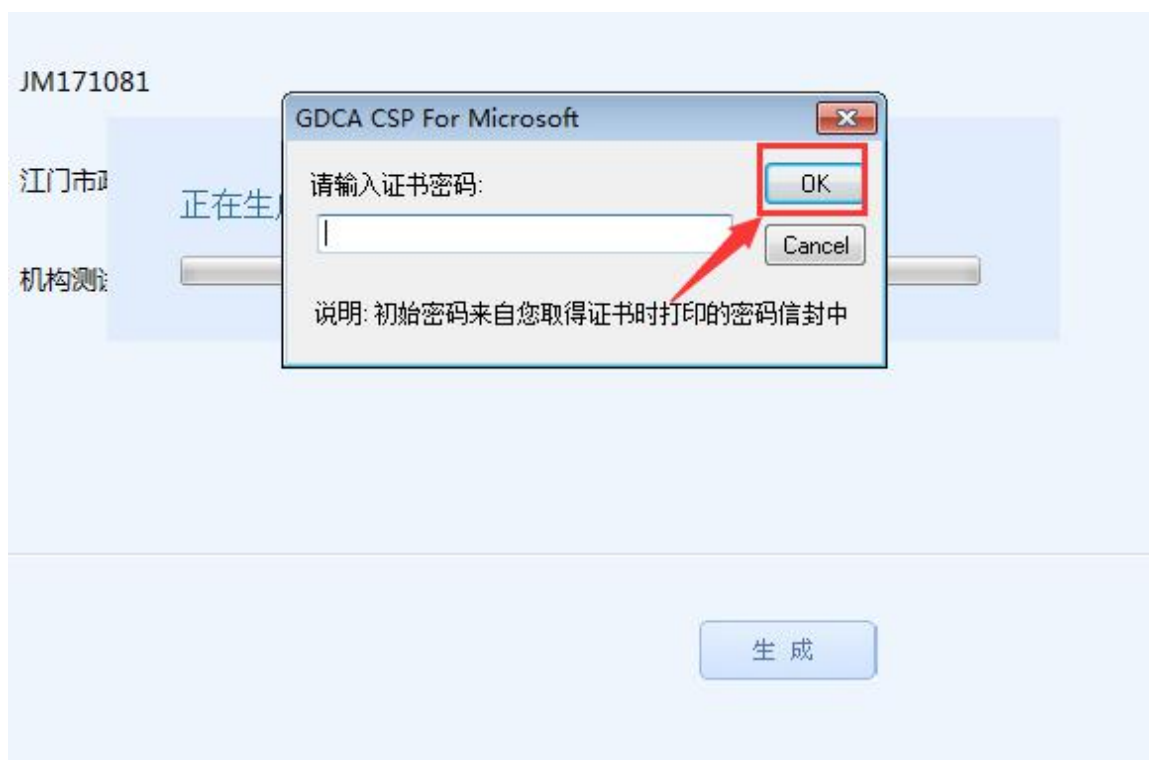 JM171081
GDCA CSP For Microsoft
江门市
请输入证书密码:
OK
正在生
Cancel
机构测
说明: 初始密码来自您取得证书时打印的密码信封中
生 成